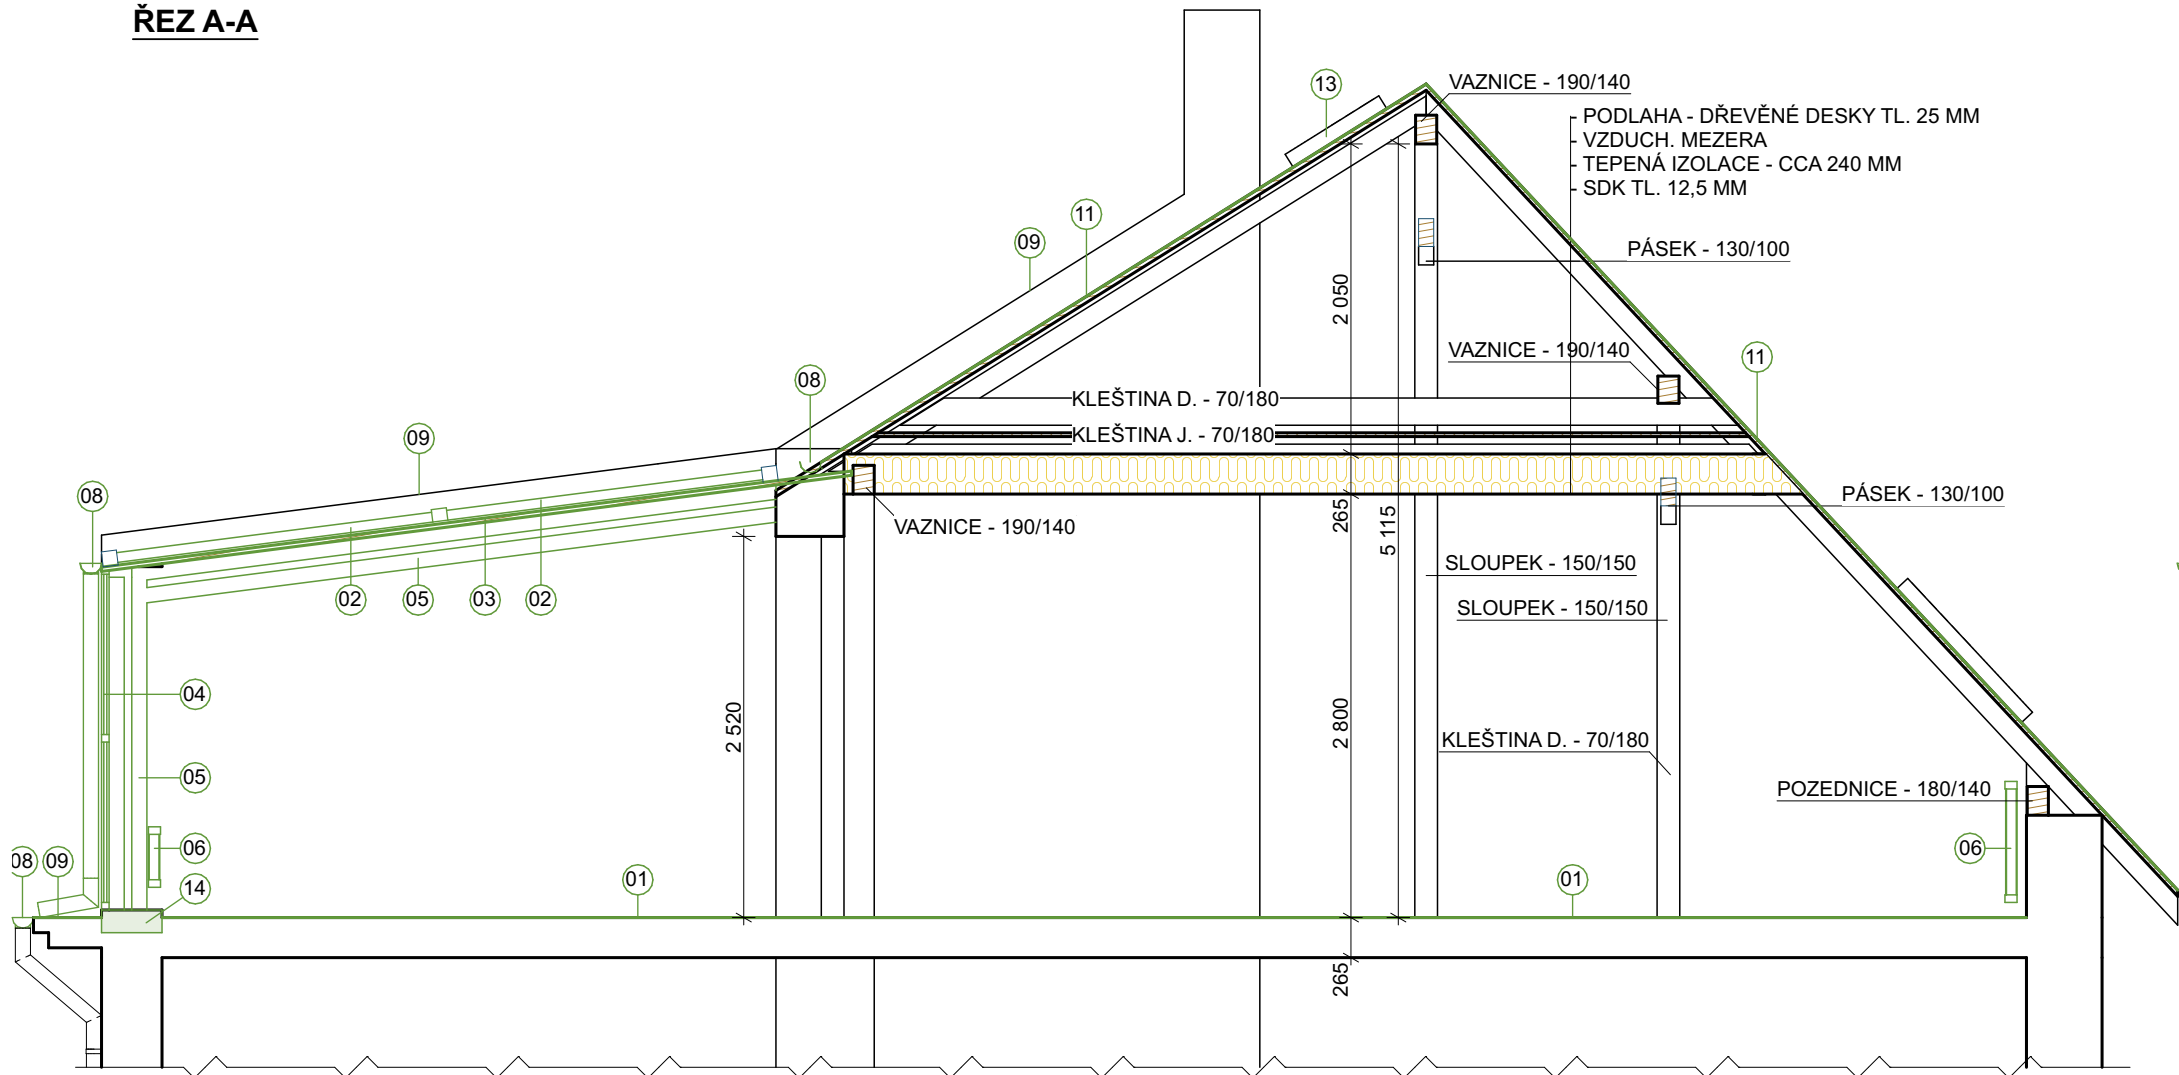 ŘEZ A-A
13
VAZNICE - 190/140
PODLAHA - DŘEVĚNÉ DESKY TL. 25 MM
VZDUCH. MEZERA
TEPENÁ IZOLACE - CCA 240 MM
SDK TL. 12,5 MM
11
09
PÁSEK - 130/100
2 050
VAZNICE - 190/140
11
08
KLEŠTINA D. - 70/180
09
KLEŠTINA J. - 70/180
08
PÁSEK - 130/100
VAZNICE - 190/140
265
5 115
SLOUPEK - 150/150
02
05
03
02
SLOUPEK - 150/150
04
2 520
2 800
KLEŠTINA D. - 70/180
05
POZEDNICE - 180/140
06
08
09
06
14
01
01
265